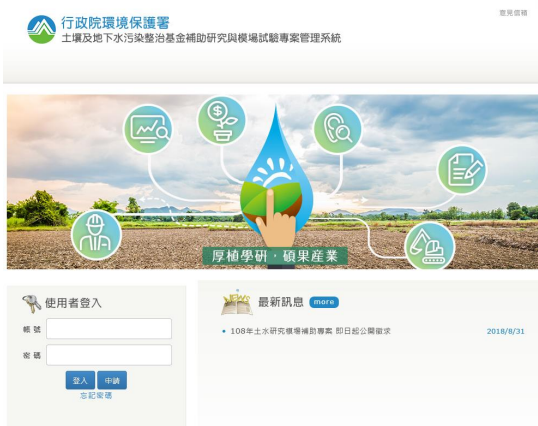 意見信箱
行政院環境保護署
土壤及地下水污染整治基金補助研究與模場試驗專案管理系統
厚植學研，碩果產業
使用者登入
帳號
密碼
登入 申請
忘記密碼
NEWS 最新訊息 more
108年土水研究模場補助專案 即日起公開徵求 2018/8/31